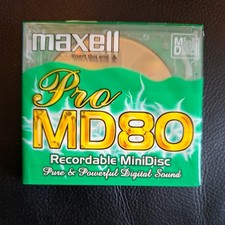 maxell
Pro
MD80
Recordable MiniDisc
Pure & Powerful Digital Sound